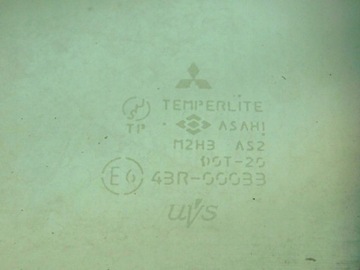 TEMPERLITE
TP ASAHI
M2H3 AS2
DOT-20
E6 43R-00033
UVS